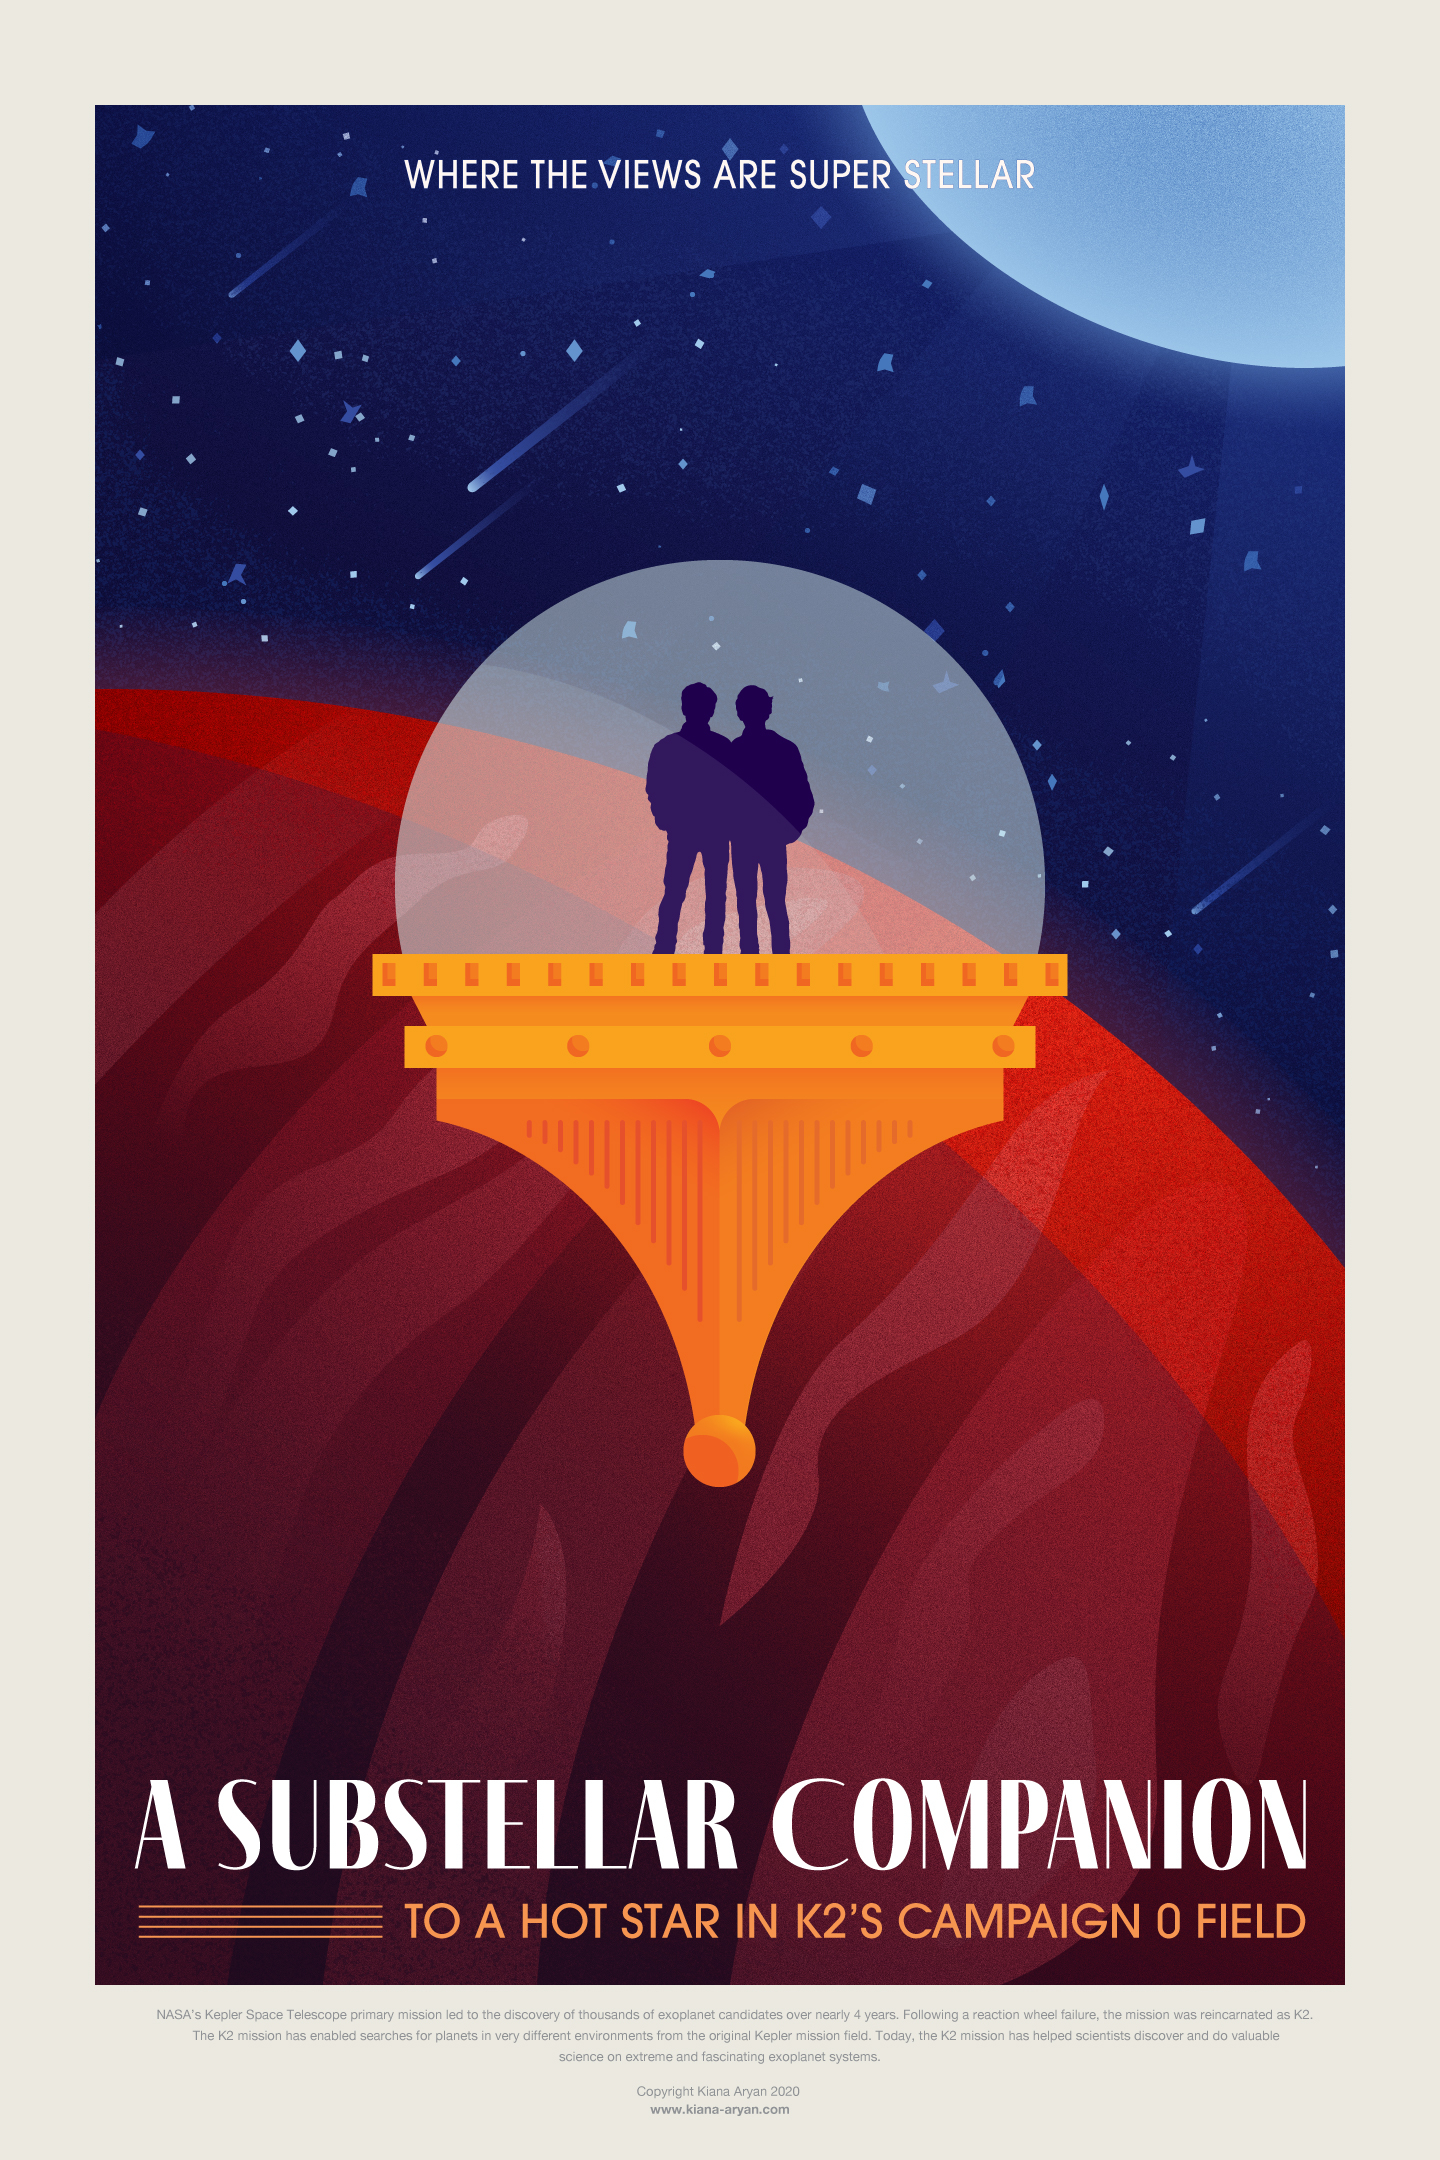 WHERE THE VIEWS ARE SUPER STELLAR
A SUBSTELLAR COMPANION
TO A HOT STAR IN K2’S CAMPAIGN 0 FIELD
NASA’s Kepler Space Telescope primary mission led to the discovery of thousands of exoplanet candidates over nearly 4 years. Following a reaction wheel failure, the mission was reincarnated as K2.
The K2 mission has enabled searches for planets in very different environments from the original Kepler mission field. Today, the K2 mission has helped scientists discover and do valuable
science on extreme and fascinating exoplanet systems.
Copyright Kiana Aryan 2020
www.kiana-aryan.com